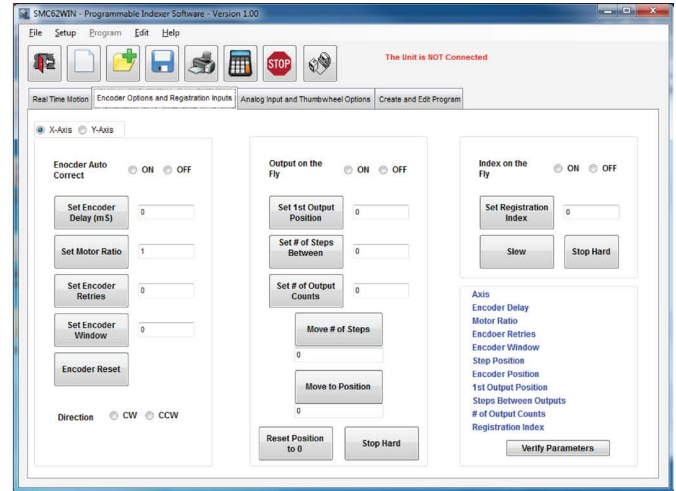 SMC62WIN - Programmable Indexer Software - Version 1.00
File Setup Program Edit Help
STOP
The Unit is NOT Connected
Real Time Motion Encoder Options and Registration Inputs Analog Input and Thumbwheel Options Create and Edit Program
X-Axis Y-Axis
Enocder Auto
Correct
ON OFF
Set Encoder
Delay (mS)
0
Set Motor Ratio
1
Set Encoder
Retries
0
Set Encoder
Window
0
Encoder Reset
Direction CW CCW
Output on the
Fly
ON OFF
Set 1st Output
Position
0
Set # of Steps
Between
0
Set # of Output
Counts
0
Move # of Steps
0
Move to Position
0
Reset Position
to 0
Stop Hard
Index on the
Fly
ON OFF
Set Registration
Index
0
Slew Stop Hard
Axis
Encoder Delay
Motor Ratio
Encdoer Retries
Encoder Window
Step Position
Encoder Position
1st Output Position
Steps Between Outputs
# of Output Counts
Registration Index
Verify Parameters